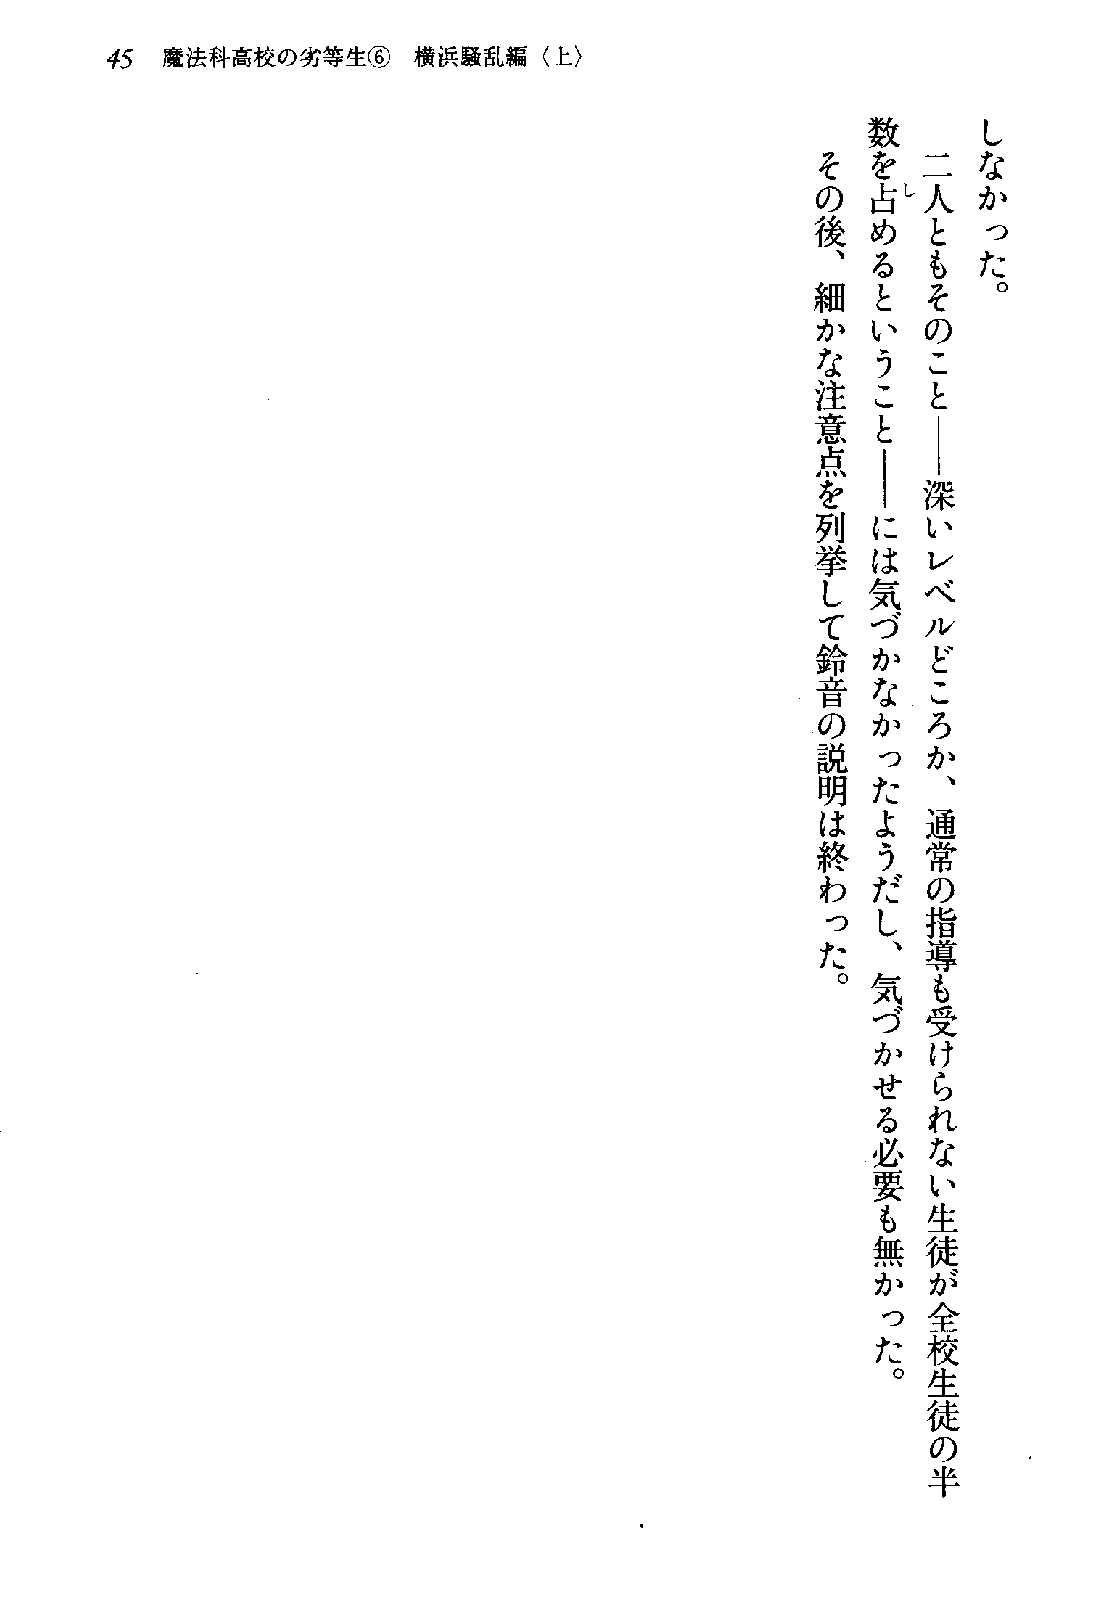 45　魔法科高校の劣等生⑥　横浜騒乱編〈上〉
しなかった。
　二人ともそのこと――深いレベルどころか、通常の指導も受けられない生徒が全校生徒の半
数を占めるということ――には気づかなかったようだし、気づかせる必要も無かった。
　その後、細かな注意点を列挙して鈴音の説明は終わった。